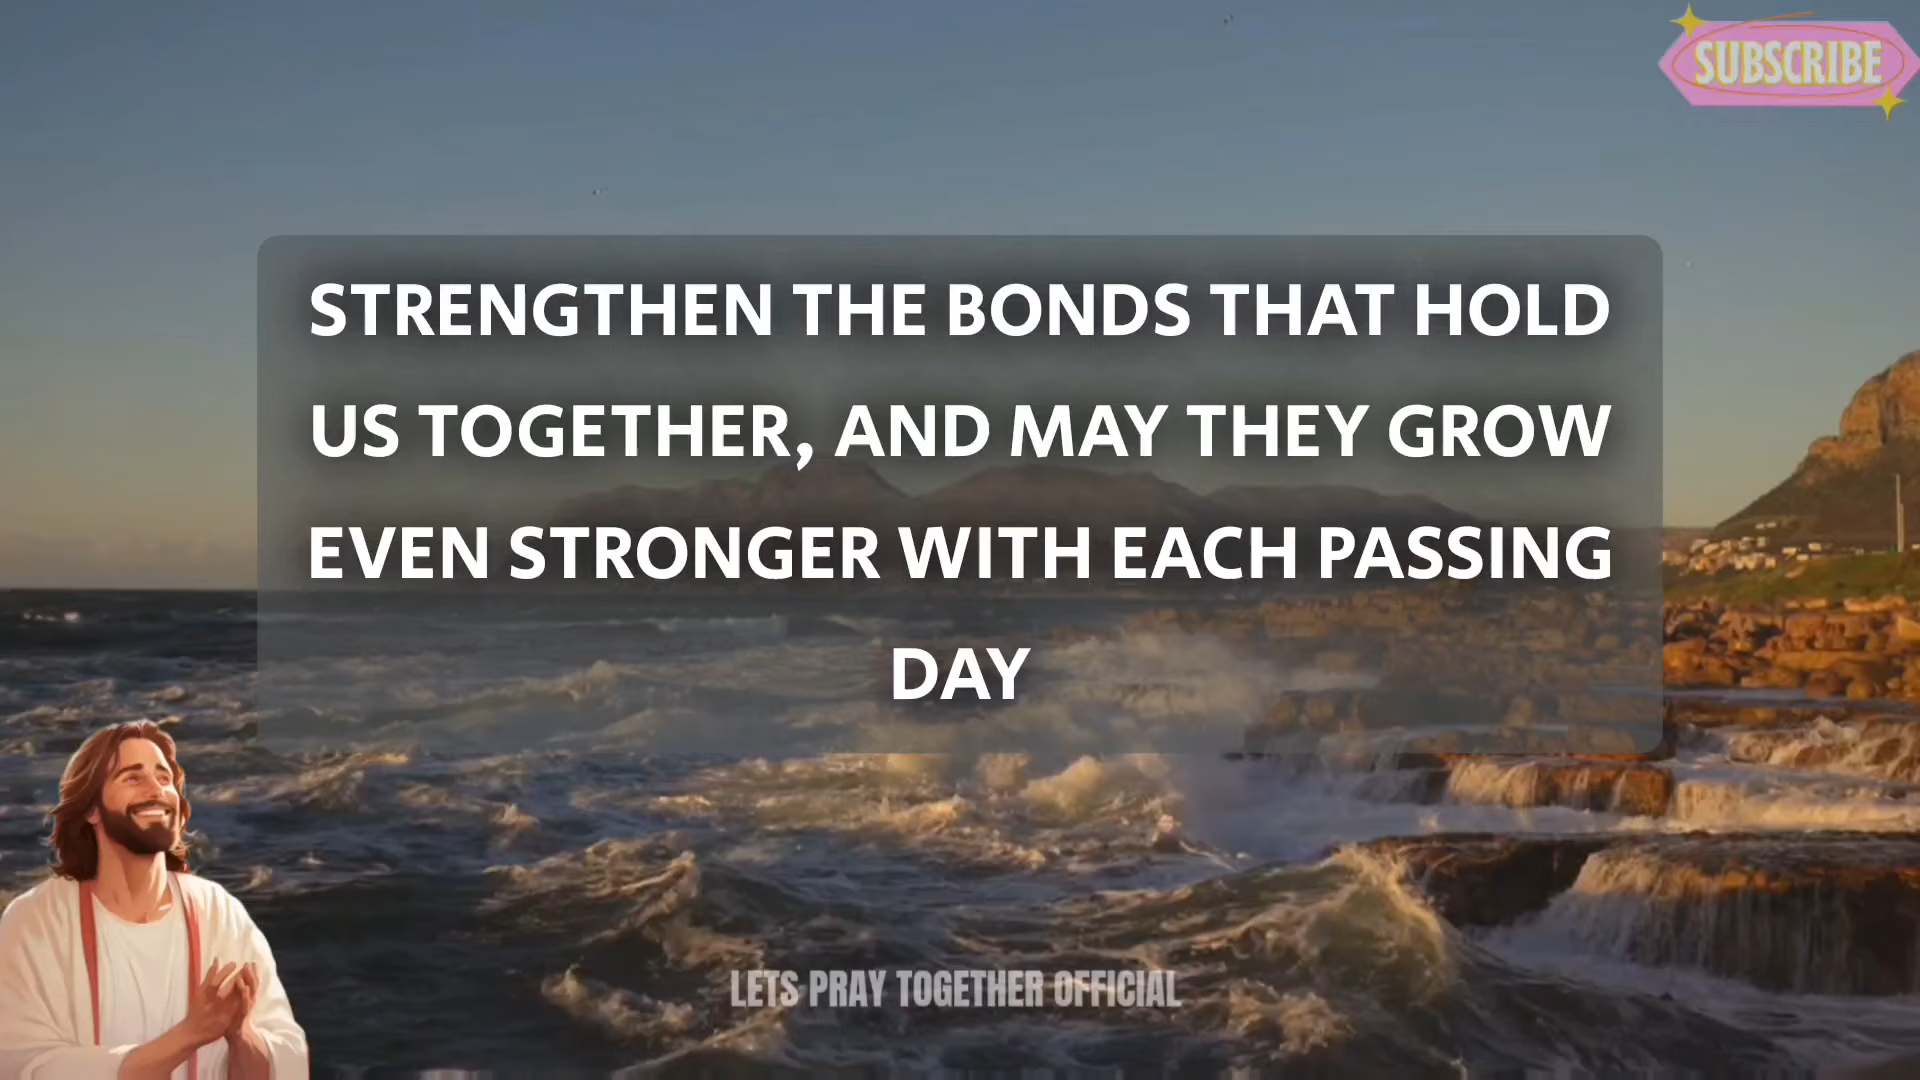 SUBSCRIBE
STRENGTHEN THE BONDS THAT HOLD
US TOGETHER, AND MAY THEY GROW
EVEN STRONGER WITH EACH PASSING
DAY
LETS PRAY TOGETHER OFFICIAL